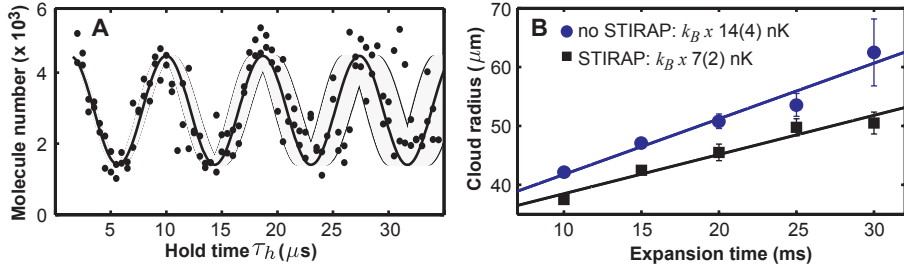 A
Molecule number (x 10³)
6
4
2
0
5 10 15 20 25 30
Hold time τ_h (μs)
B
no STIRAP: k_B x 14(4) nK
STIRAP: k_B x 7(2) nK
Cloud radius (μm)
70
60
50
40
10 15 20 25 30
Expansion time (ms)